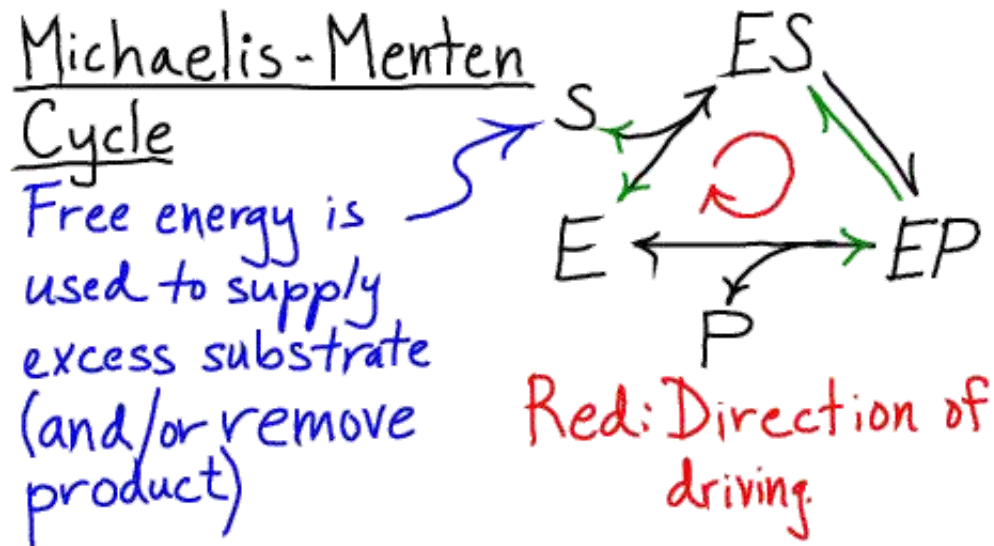 Michaelis-Menten
Cycle
Free energy is
used to supply
excess substrate
(and/or remove
product)
ES
S
E
EP
P
Red: Direction of
driving.